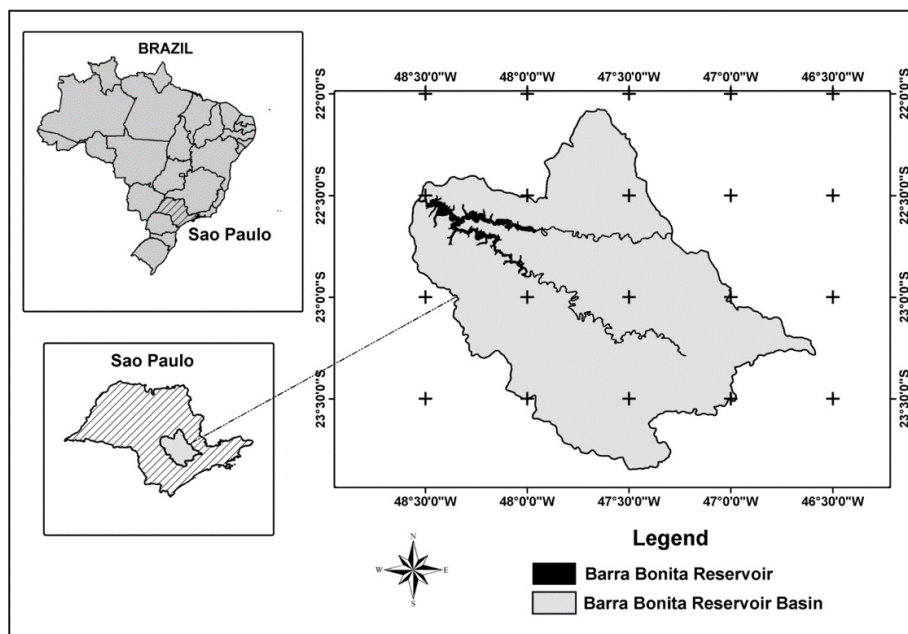 BRAZIL
Sao Paulo
Sao Paulo
48°30'0"W 48°0'0"W 47°30'0"W 47°0'0"W 46°30'0"W
22°0'0"S
22°0'0"S
22°30'0"S
22°30'0"S
23°0'0"S
23°0'0"S
23°30'0"S
23°30'0"S
48°30'0"W 48°0'0"W 47°30'0"W 47°0'0"W 46°30'0"W
N
W E
S
Legend
Barra Bonita Reservoir
Barra Bonita Reservoir Basin